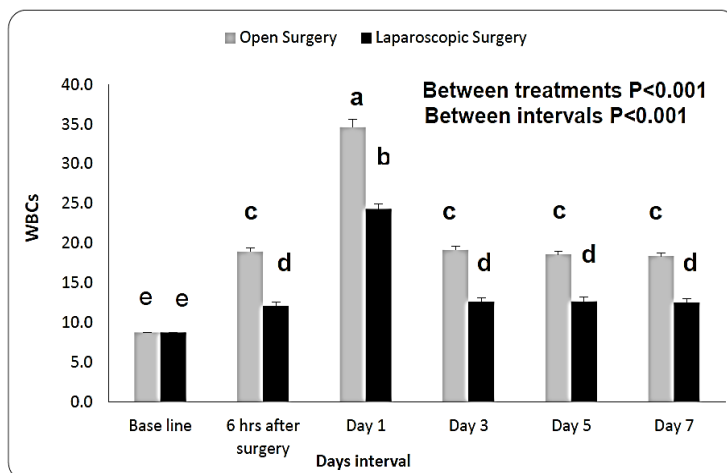 Open Surgery Laparoscopic Surgery
Between treatments P<0.001
Between intervals P<0.001
WBCs
40.0
35.0
30.0
25.0
20.0
15.0
10.0
5.0
0.0
e e
c d
a b
c d
c d
c d
Base line 6 hrs after Day 1 Day 3 Day 5 Day 7
surgery
Days interval